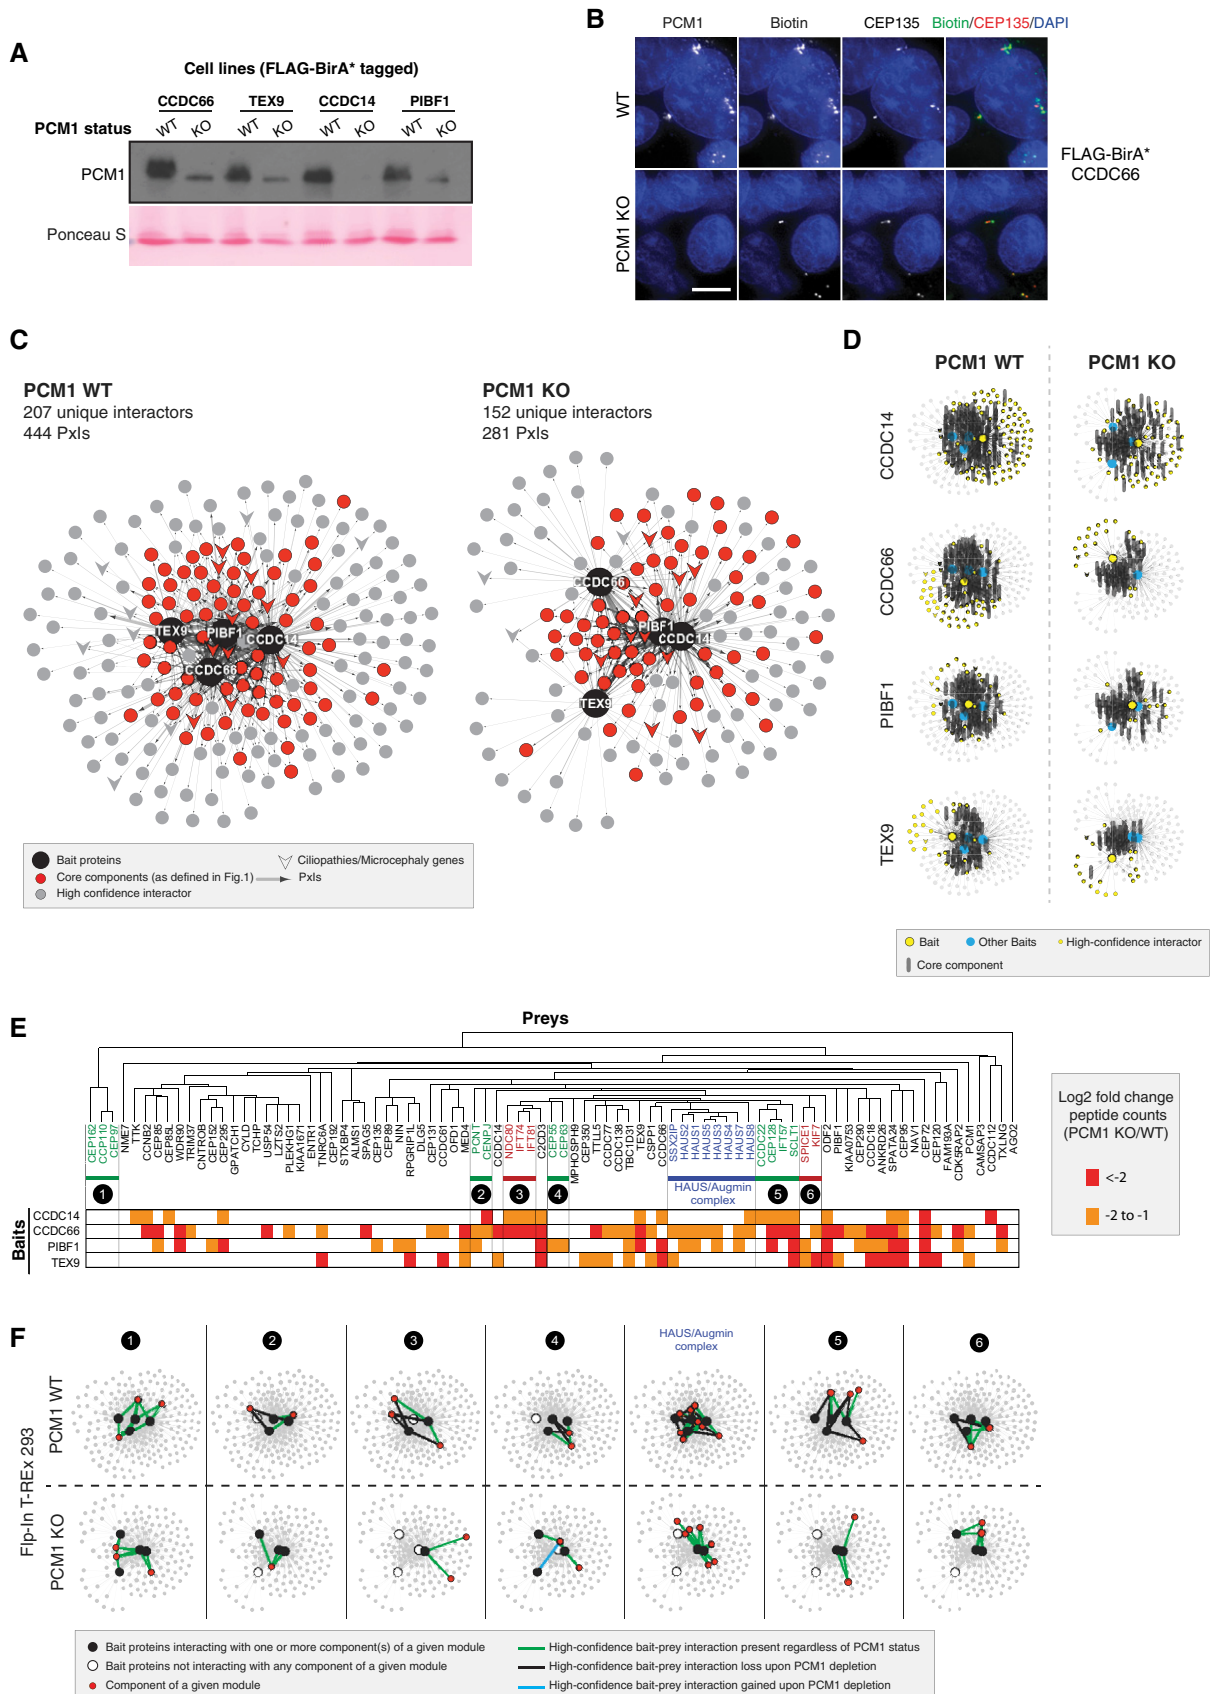 A
Cell lines (FLAG-BirA* tagged)
CCDC66 TEX9 CCDC14 PIBF1
PCM1 status WT KO WT KO WT KO WT KO
PCM1
Ponceau S
B
PCM1 Biotin CEP135 Biotin/CEP135/DAPI
WT
PCM1 KO
FLAG-BirA*
CCDC66
C
PCM1 WT
207 unique interactors
444 PxIs
PCM1 KO
152 unique interactors
281 PxIs
TEX9 PIBF1 CCDC14 CCDC66
CCDC66 PIBF1 CCDC14 TEX9
Bait proteins
Core components (as defined in Fig.1)
High confidence interactor
Ciliopathies/Microcephaly genes
PxIs
D
PCM1 WT PCM1 KO
CCDC14
CCDC66
PIBF1
TEX9
Bait Other Baits High-confidence interactor
Core component
E
Preys
CEP162 CCP110 CEP97 NME7 TTK CCNB2 CEP85 CEP85L WDR35 TRIM37 CNTROB CEP152 CEP295 GPATCH1 CYLD USP54 TCHP LZTS1 PLEKHG1 KIAA1671 ENTR1 TNRC6A CEP192 STXBP4 ALMS1 SPAG5 CEP135 CEP89 NIN RPGRIP1L DLG5 CEP131 CCDC61 OFD1 MED4 PCNT CENPJ CCDC14 NDC80 IFT74 IFT81 C2CD3 CEP55 CEP63 MPHOSPH9 CEP350 TTLL5 CCDC77 CCDC138 TBC1D31 TEX9 CSPP1 CCDC66 SSX2IP HAUS2 HAUS1 HAUS5 HAUS3 HAUS4 HAUS7 HAUS8 CCDC22 CEP128 IFT57 SCLT1 SPICE1 KIF7 ODF2 PIBF1 KIAA0753 CEP290 CCDC18 ANKRD26 SPATA24 CEP95 NAV1 CEP72 CEP120 FAM193A CDK5RAP2 PCM1 CAMSAP1 CCDC112 TXLNG AGO2
1 2 3 4 HAUS/Augmin
complex 5 6
Baits
CCDC14
CCDC66
PIBF1
TEX9
Log2 fold change
peptide counts
(PCM1 KO/WT)
<-2
-2 to -1
F
1 2 3 4 HAUS/Augmin
complex 5 6
Flp-In T-REx 293
PCM1 WT
PCM1 KO
Bait proteins interacting with one or more component(s) of a given module
Bait proteins not interacting with any component of a given module
Component of a given module
High-confidence bait-prey interaction present regardless of PCM1 status
High-confidence bait-prey interaction loss upon PCM1 depletion
High-confidence bait-prey interaction gained upon PCM1 depletion